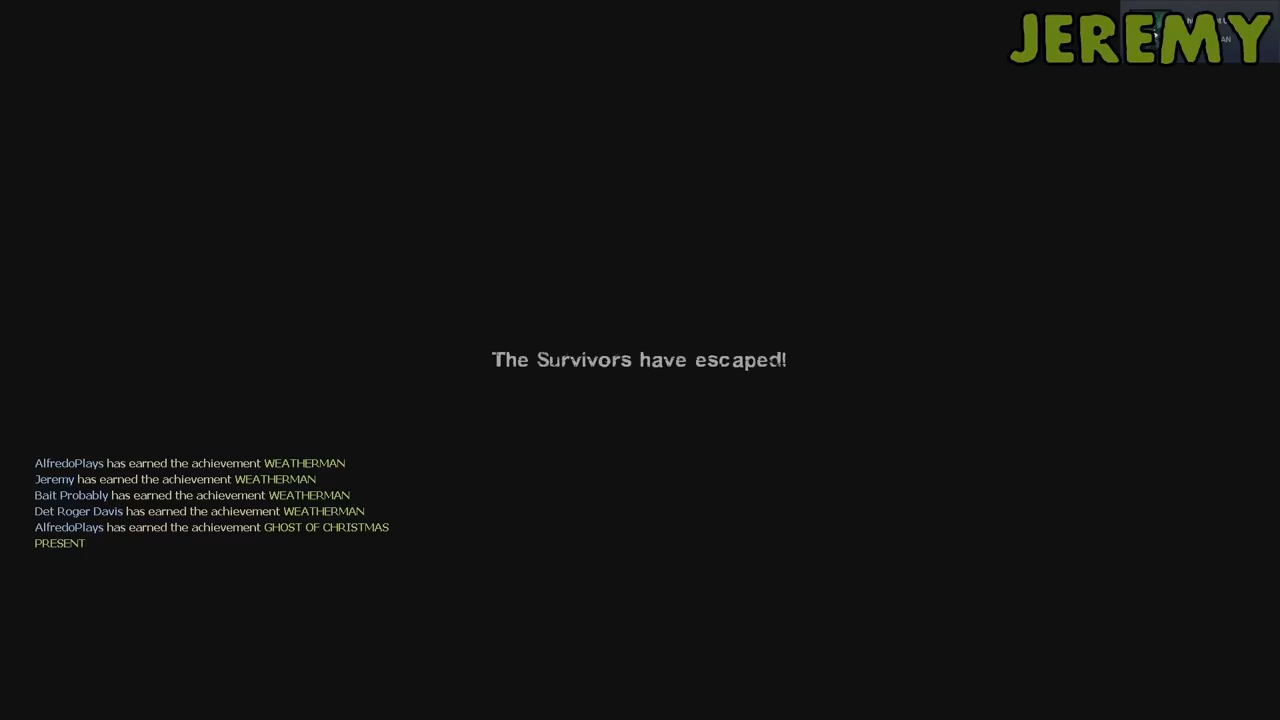 JEREMY
The Survivors have escaped!
AlfredoPlays has earned the achievement WEATHERMAN
Jeremy has earned the achievement WEATHERMAN
Bait Probably has earned the achievement WEATHERMAN
Det Roger Davis has earned the achievement WEATHERMAN
AlfredoPlays has earned the achievement GHOST OF CHRISTMAS
PRESENT